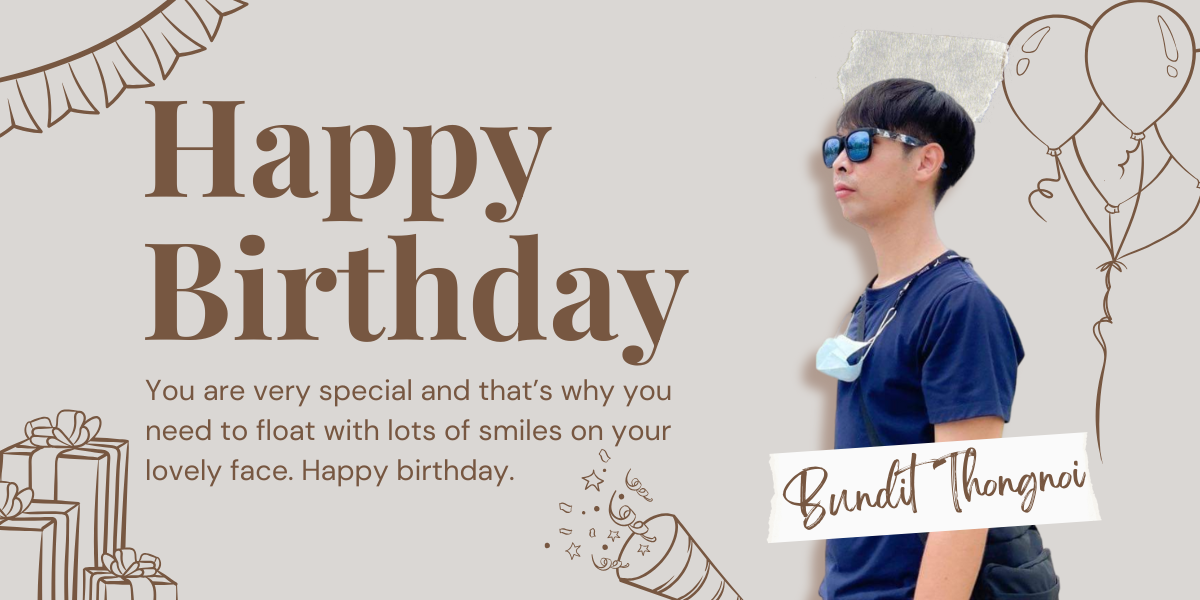 Happy
Birthday
You are very special and that’s why you
need to float with lots of smiles on your
lovely face. Happy birthday.
Bundit Thongnoi